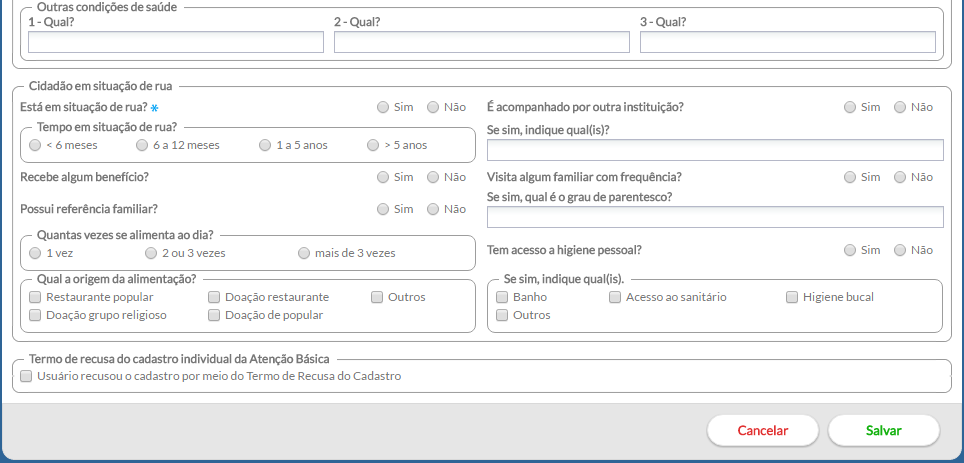 Outras condições de saúde
1 - Qual? 2 - Qual? 3 - Qual?
Cidadão em situação de rua
Está em situação de rua? * Sim Não
Tempo em situação de rua?
< 6 meses 6 a 12 meses 1 a 5 anos > 5 anos
Recebe algum benefício? Sim Não
Possui referência familiar? Sim Não
Quantas vezes se alimenta ao dia?
1 vez 2 ou 3 vezes mais de 3 vezes
Qual a origem da alimentação?
Restaurante popular Doação restaurante Outros
Doação grupo religioso Doação de popular
É acompanhado por outra instituição? Sim Não
Se sim, indique qual(is)?
Visita algum familiar com frequência? Sim Não
Se sim, qual é o grau de parentesco?
Tem acesso a higiene pessoal? Sim Não
Se sim, indique qual(is).
Banho Acesso ao sanitário Higiene bucal
Outros
Termo de recusa do cadastro individual da Atenção Básica
Usuário recusou o cadastro por meio do Termo de Recusa do Cadastro
Cancelar Salvar